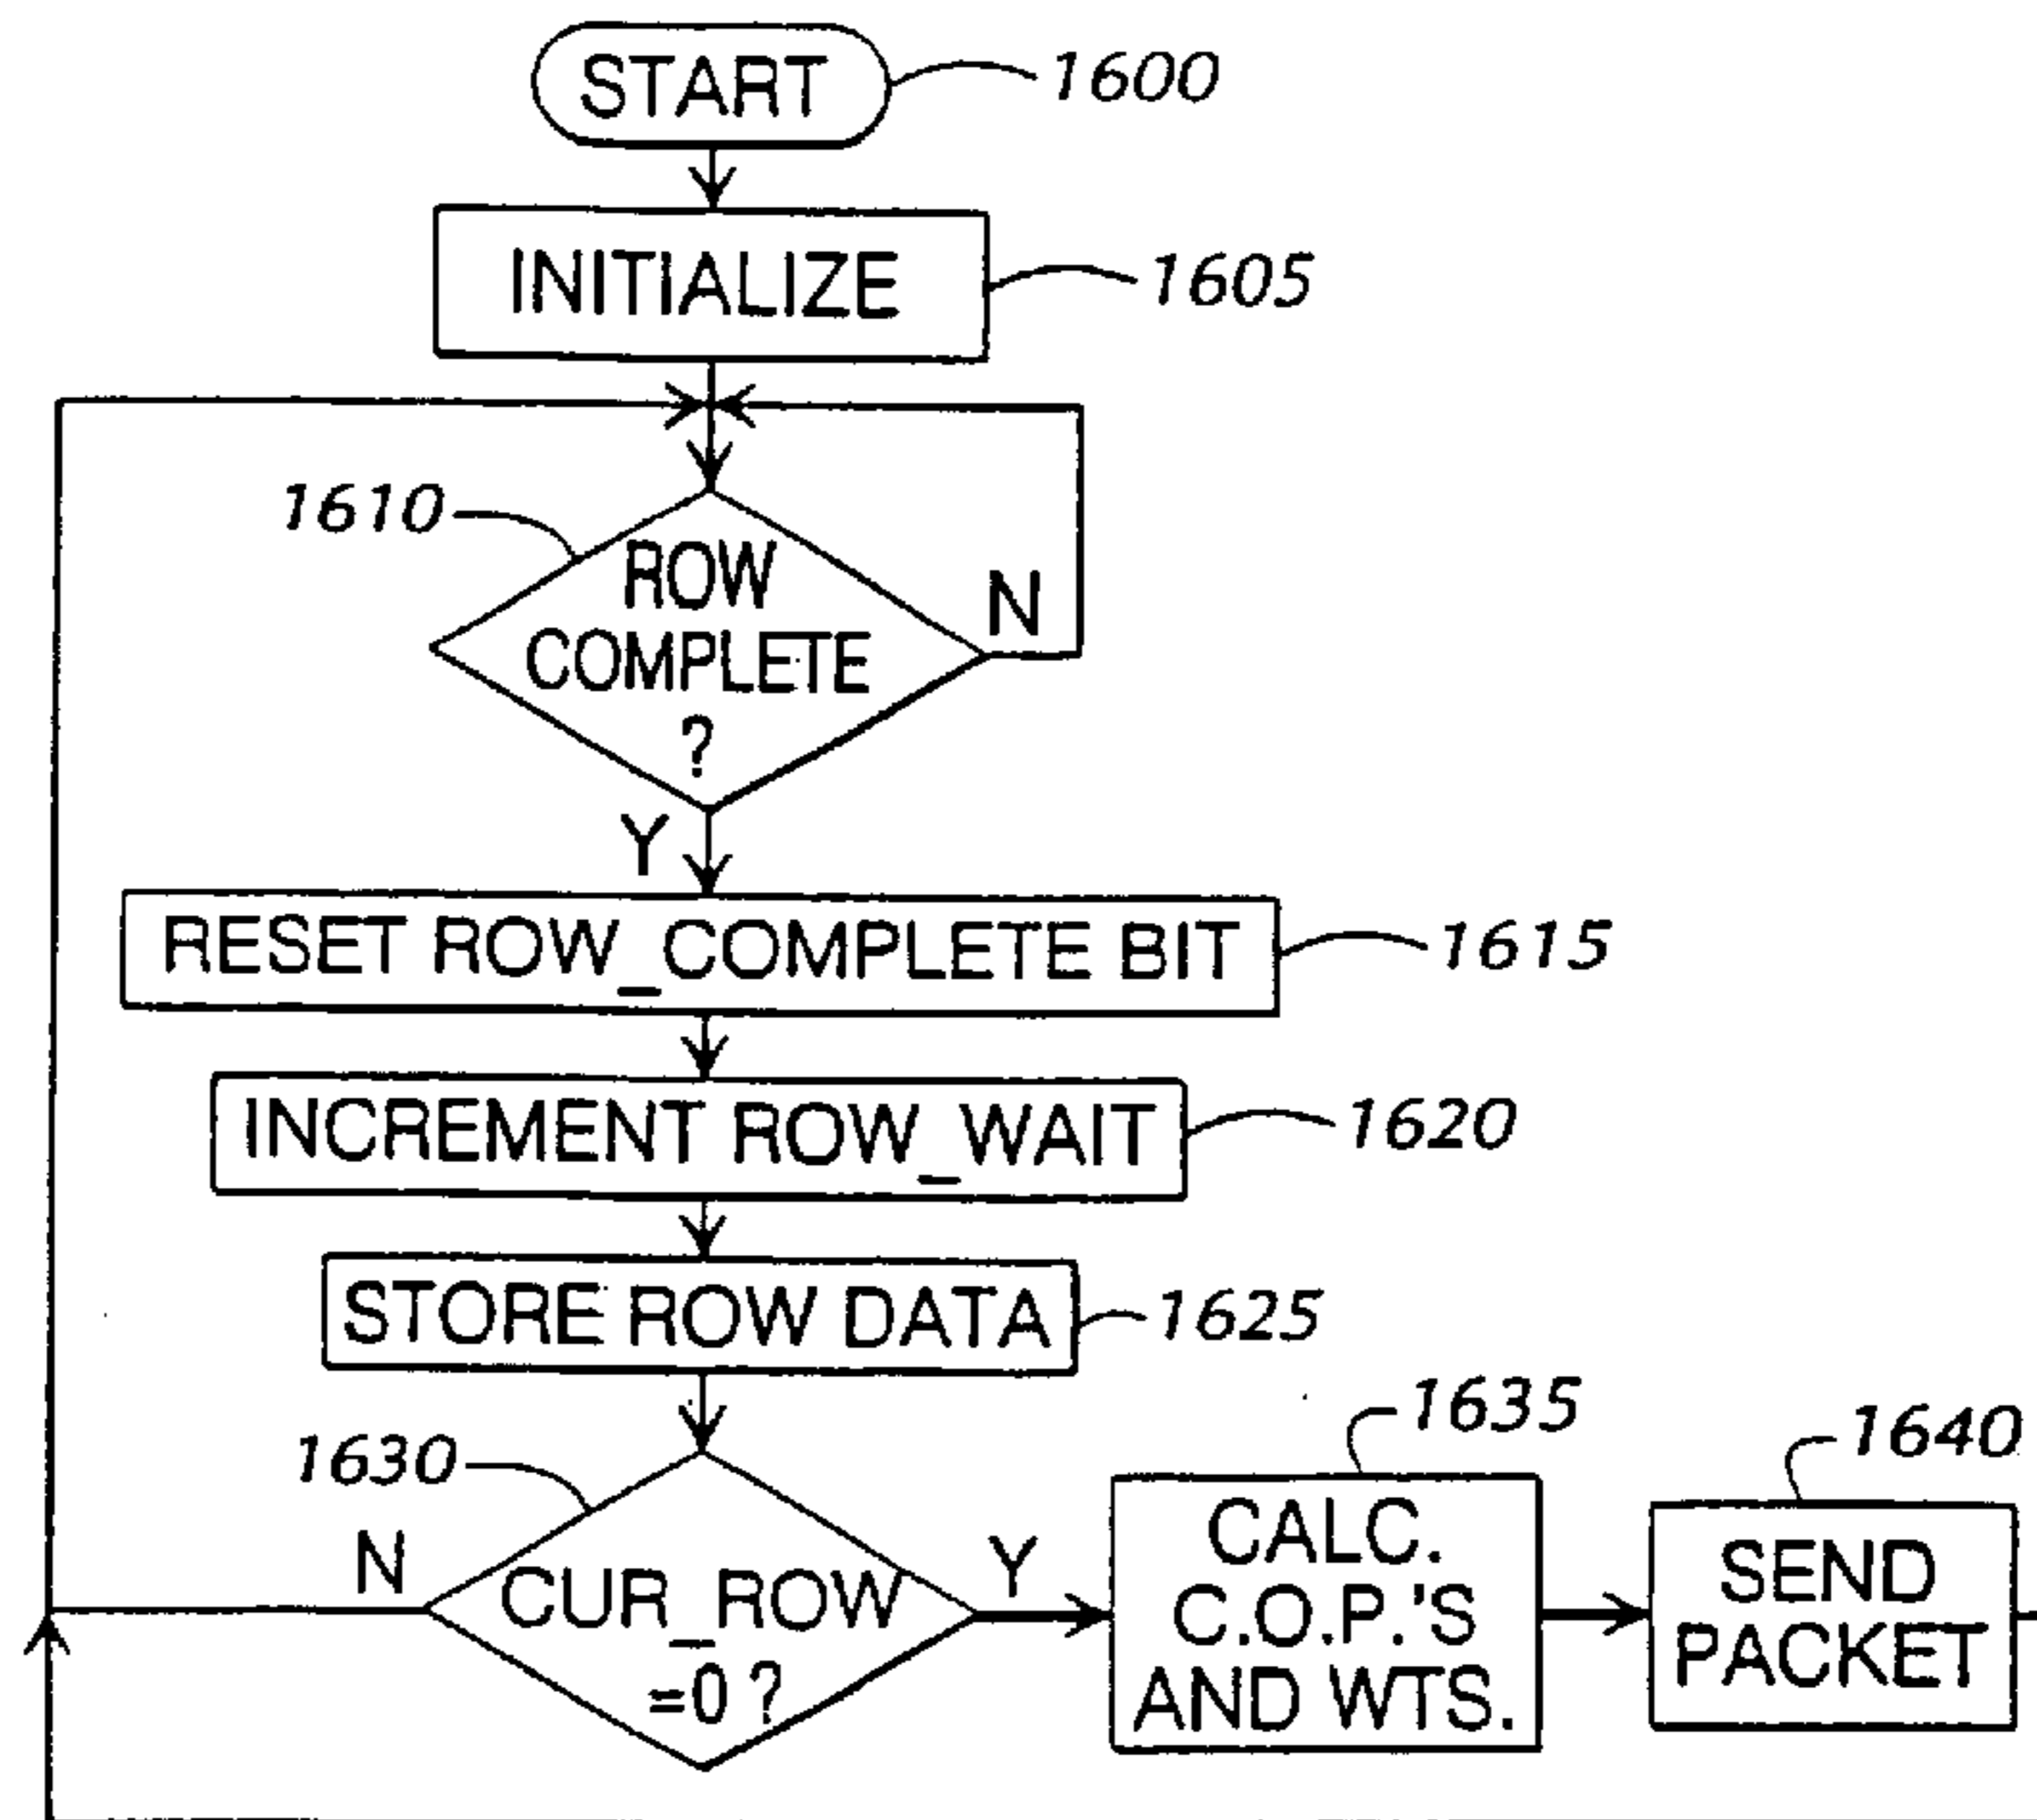 START
1600
INITIALIZE
1605
1610
ROW
COMPLETE
?
N
Y
RESET ROW_COMPLETE BIT
1615
INCREMENT ROW_WAIT
1620
STORE ROW DATA
1625
1630
N
CUR_ROW
=0 ?
Y
1635
CALC.
C.O.P.'S
AND WTS.
1640
SEND
PACKET